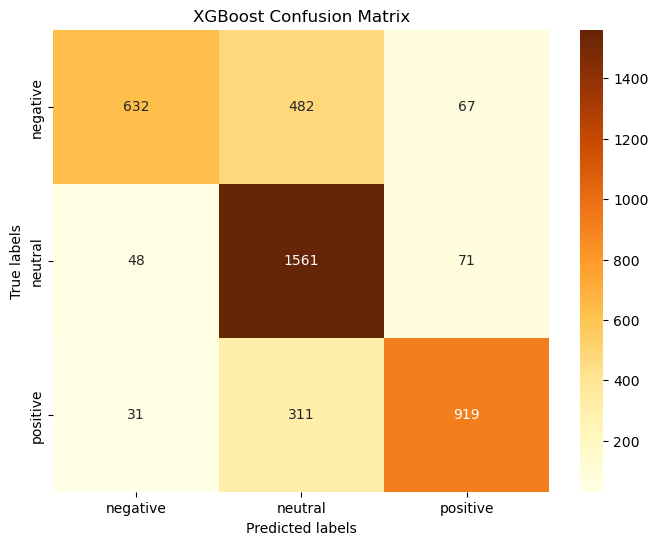 XGBoost Confusion Matrix
True labels
negative
632 482 67
neutral
48 1561 71
positive
31 311 919
negative neutral positive
Predicted labels
1400
1200
1000
800
600
400
200